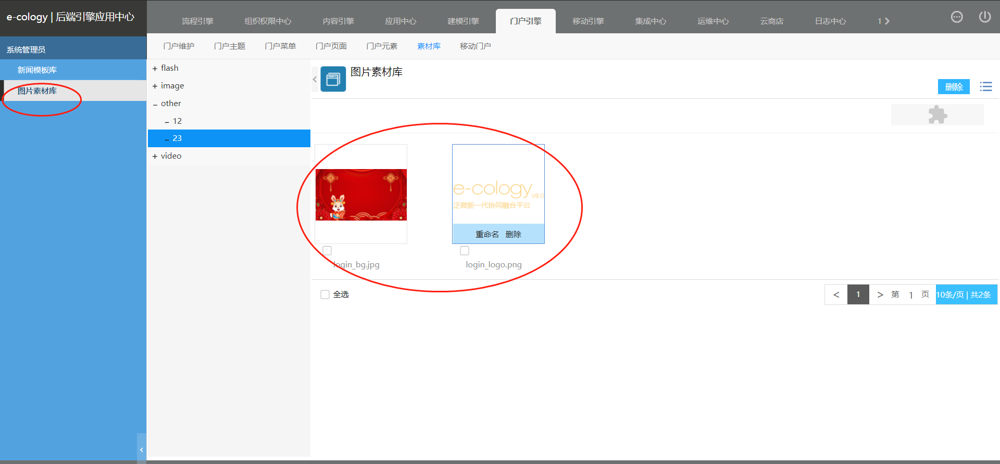 e-cology | 后端引擎应用中心
流程引擎 组织权限中心 内容引擎 应用中心 建模引擎 门户引擎 移动引擎 集成中心 运维中心 云商店 日志中心 1
系统管理员
新闻模板库
图片素材库
门户维护 门户主题 门户菜单 门户页面 门户元素 素材库 移动门户
+ flash
+ image
- other
- 12
- 23
+ video
图片素材库
删除
e-cology V8.0
泛微新一代协同融合平台
重命名 删除
login_bg.jpg
login_logo.png
全选
< 1 > 第 1 页 10条/页 | 共2条